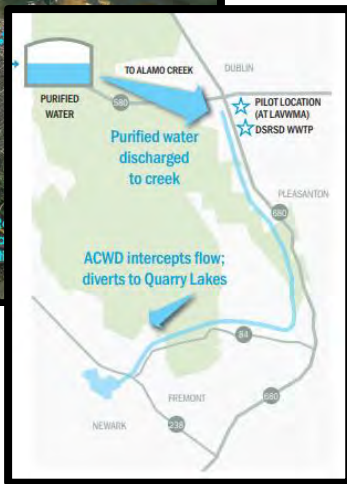 TO ALAMO CREEK
DUBLIN
PURIFIED
WATER
580
PILOT LOCATION
(AT LAVWMA)
DSRSD WWTP
Purified water
discharged
to creek
PLEASANTON
680
ACWD intercepts flow;
diverts to Quarry Lakes
84
FREMONT
680
NEWARK
238